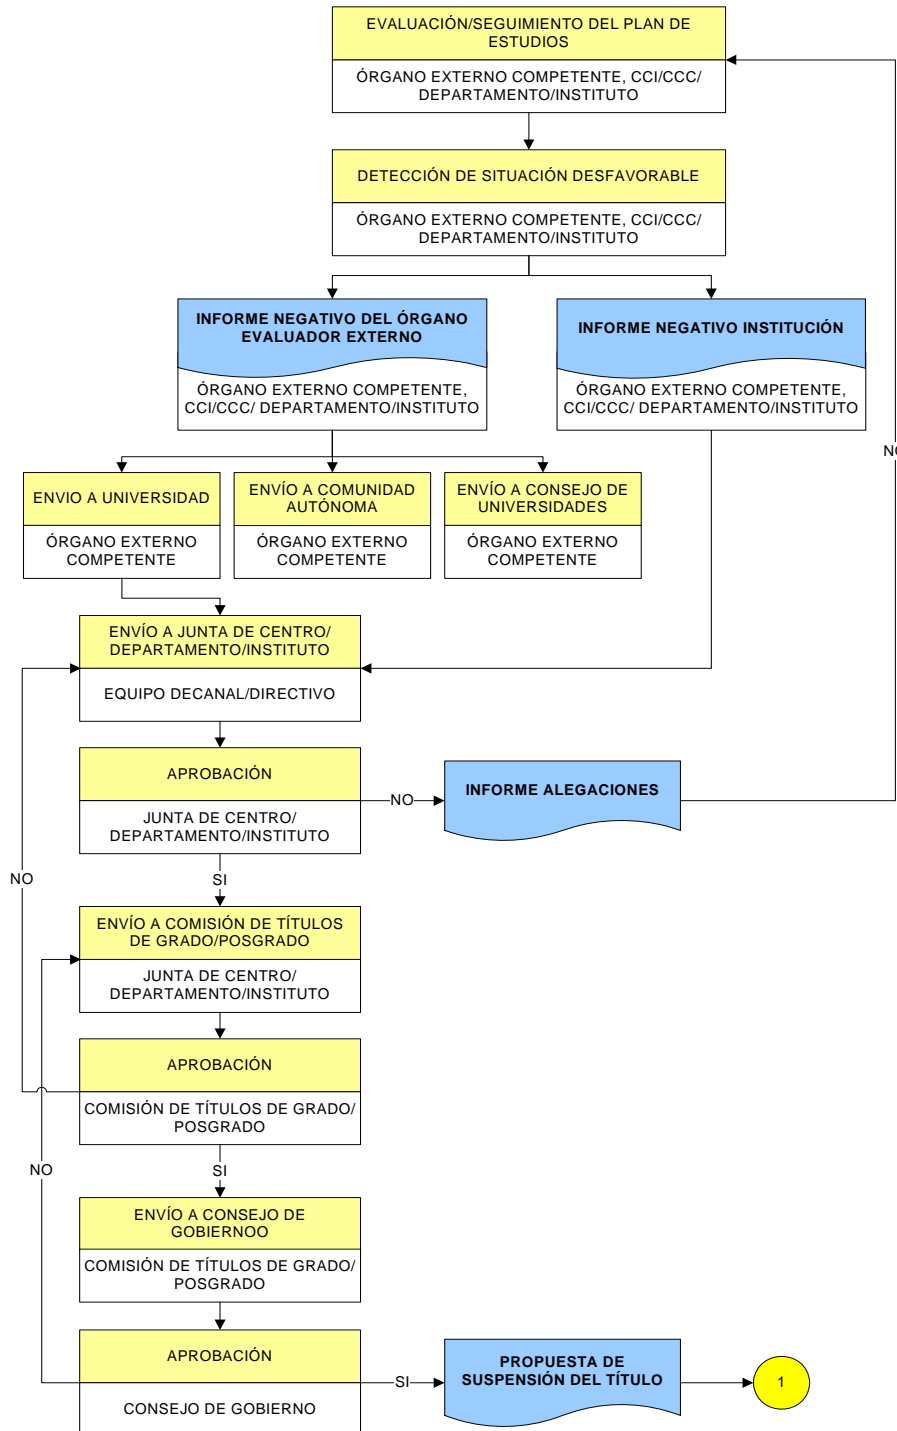 EVALUACIÓN/SEGUIMIENTO DEL PLAN DE
ESTUDIOS
ÓRGANO EXTERNO COMPETENTE, CCI/CCC/
DEPARTAMENTO/INSTITUTO
DETECCIÓN DE SITUACIÓN DESFAVORABLE
ÓRGANO EXTERNO COMPETENTE, CCI/CCC/
DEPARTAMENTO/INSTITUTO
INFORME NEGATIVO DEL ÓRGANO
EVALUADOR EXTERNO
ÓRGANO EXTERNO COMPETENTE,
CCI/CCC/ DEPARTAMENTO/INSTITUTO
INFORME NEGATIVO INSTITUCIÓN
ÓRGANO EXTERNO COMPETENTE,
CCI/CCC/ DEPARTAMENTO/INSTITUTO
NO
ENVIO A UNIVERSIDAD
ÓRGANO EXTERNO
COMPETENTE
ENVÍO A COMUNIDAD
AUTÓNOMA
ÓRGANO EXTERNO
COMPETENTE
ENVÍO A CONSEJO DE
UNIVERSIDADES
ÓRGANO EXTERNO
COMPETENTE
ENVÍO A JUNTA DE CENTRO/
DEPARTAMENTO/INSTITUTO
EQUIPO DECANAL/DIRECTIVO
APROBACIÓN
JUNTA DE CENTRO/
DEPARTAMENTO/INSTITUTO
NO
INFORME ALEGACIONES
NO
SI
ENVÍO A COMISIÓN DE TÍTULOS
DE GRADO/POSGRADO
JUNTA DE CENTRO/
DEPARTAMENTO/INSTITUTO
APROBACIÓN
COMISIÓN DE TÍTULOS DE GRADO/
POSGRADO
NO
SI
ENVÍO A CONSEJO DE
GOBIERNOO
COMISIÓN DE TÍTULOS DE GRADO/
POSGRADO
APROBACIÓN
CONSEJO DE GOBIERNO
SI
PROPUESTA DE
SUSPENSIÓN DEL TÍTULO
1